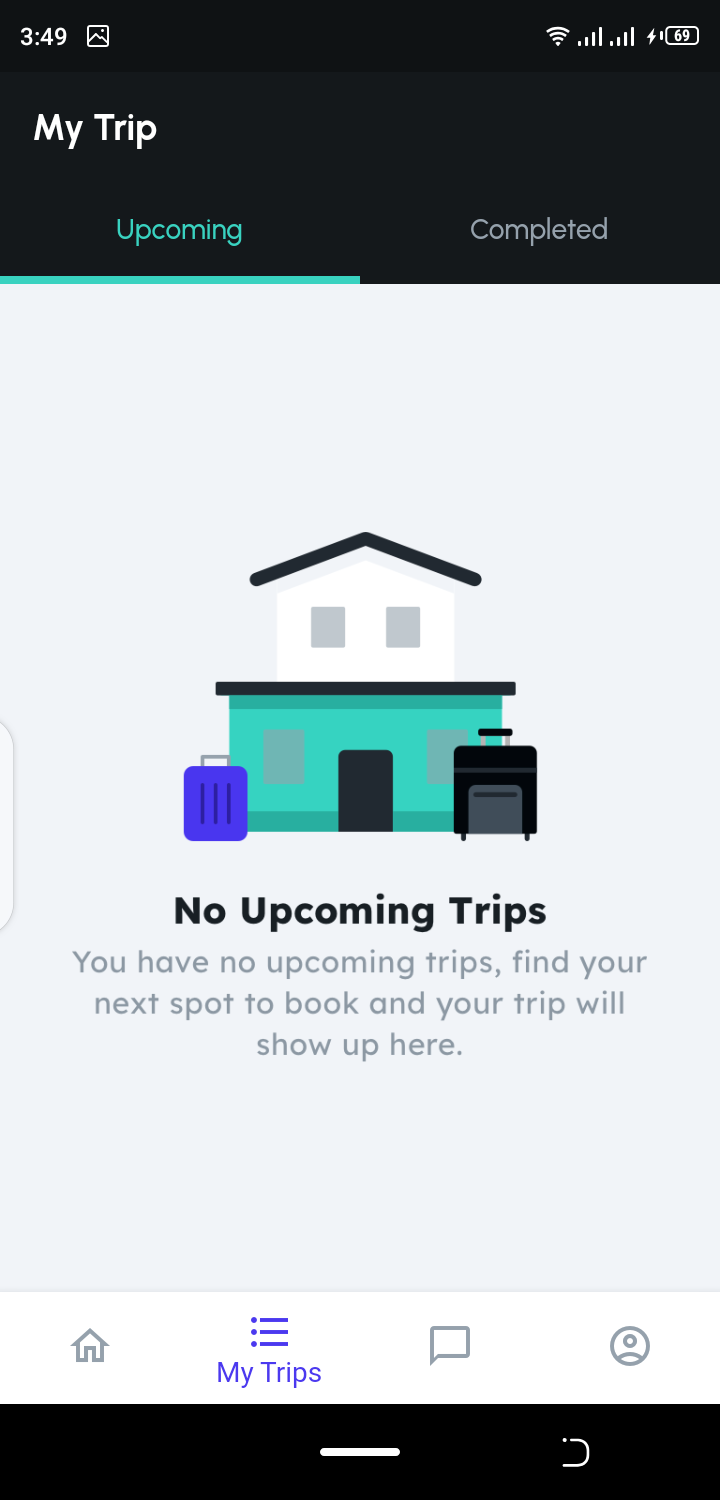 3:49
69
My Trip
Upcoming
Completed
No Upcoming Trips
You have no upcoming trips, find your
next spot to book and your trip will
show up here.
My Trips